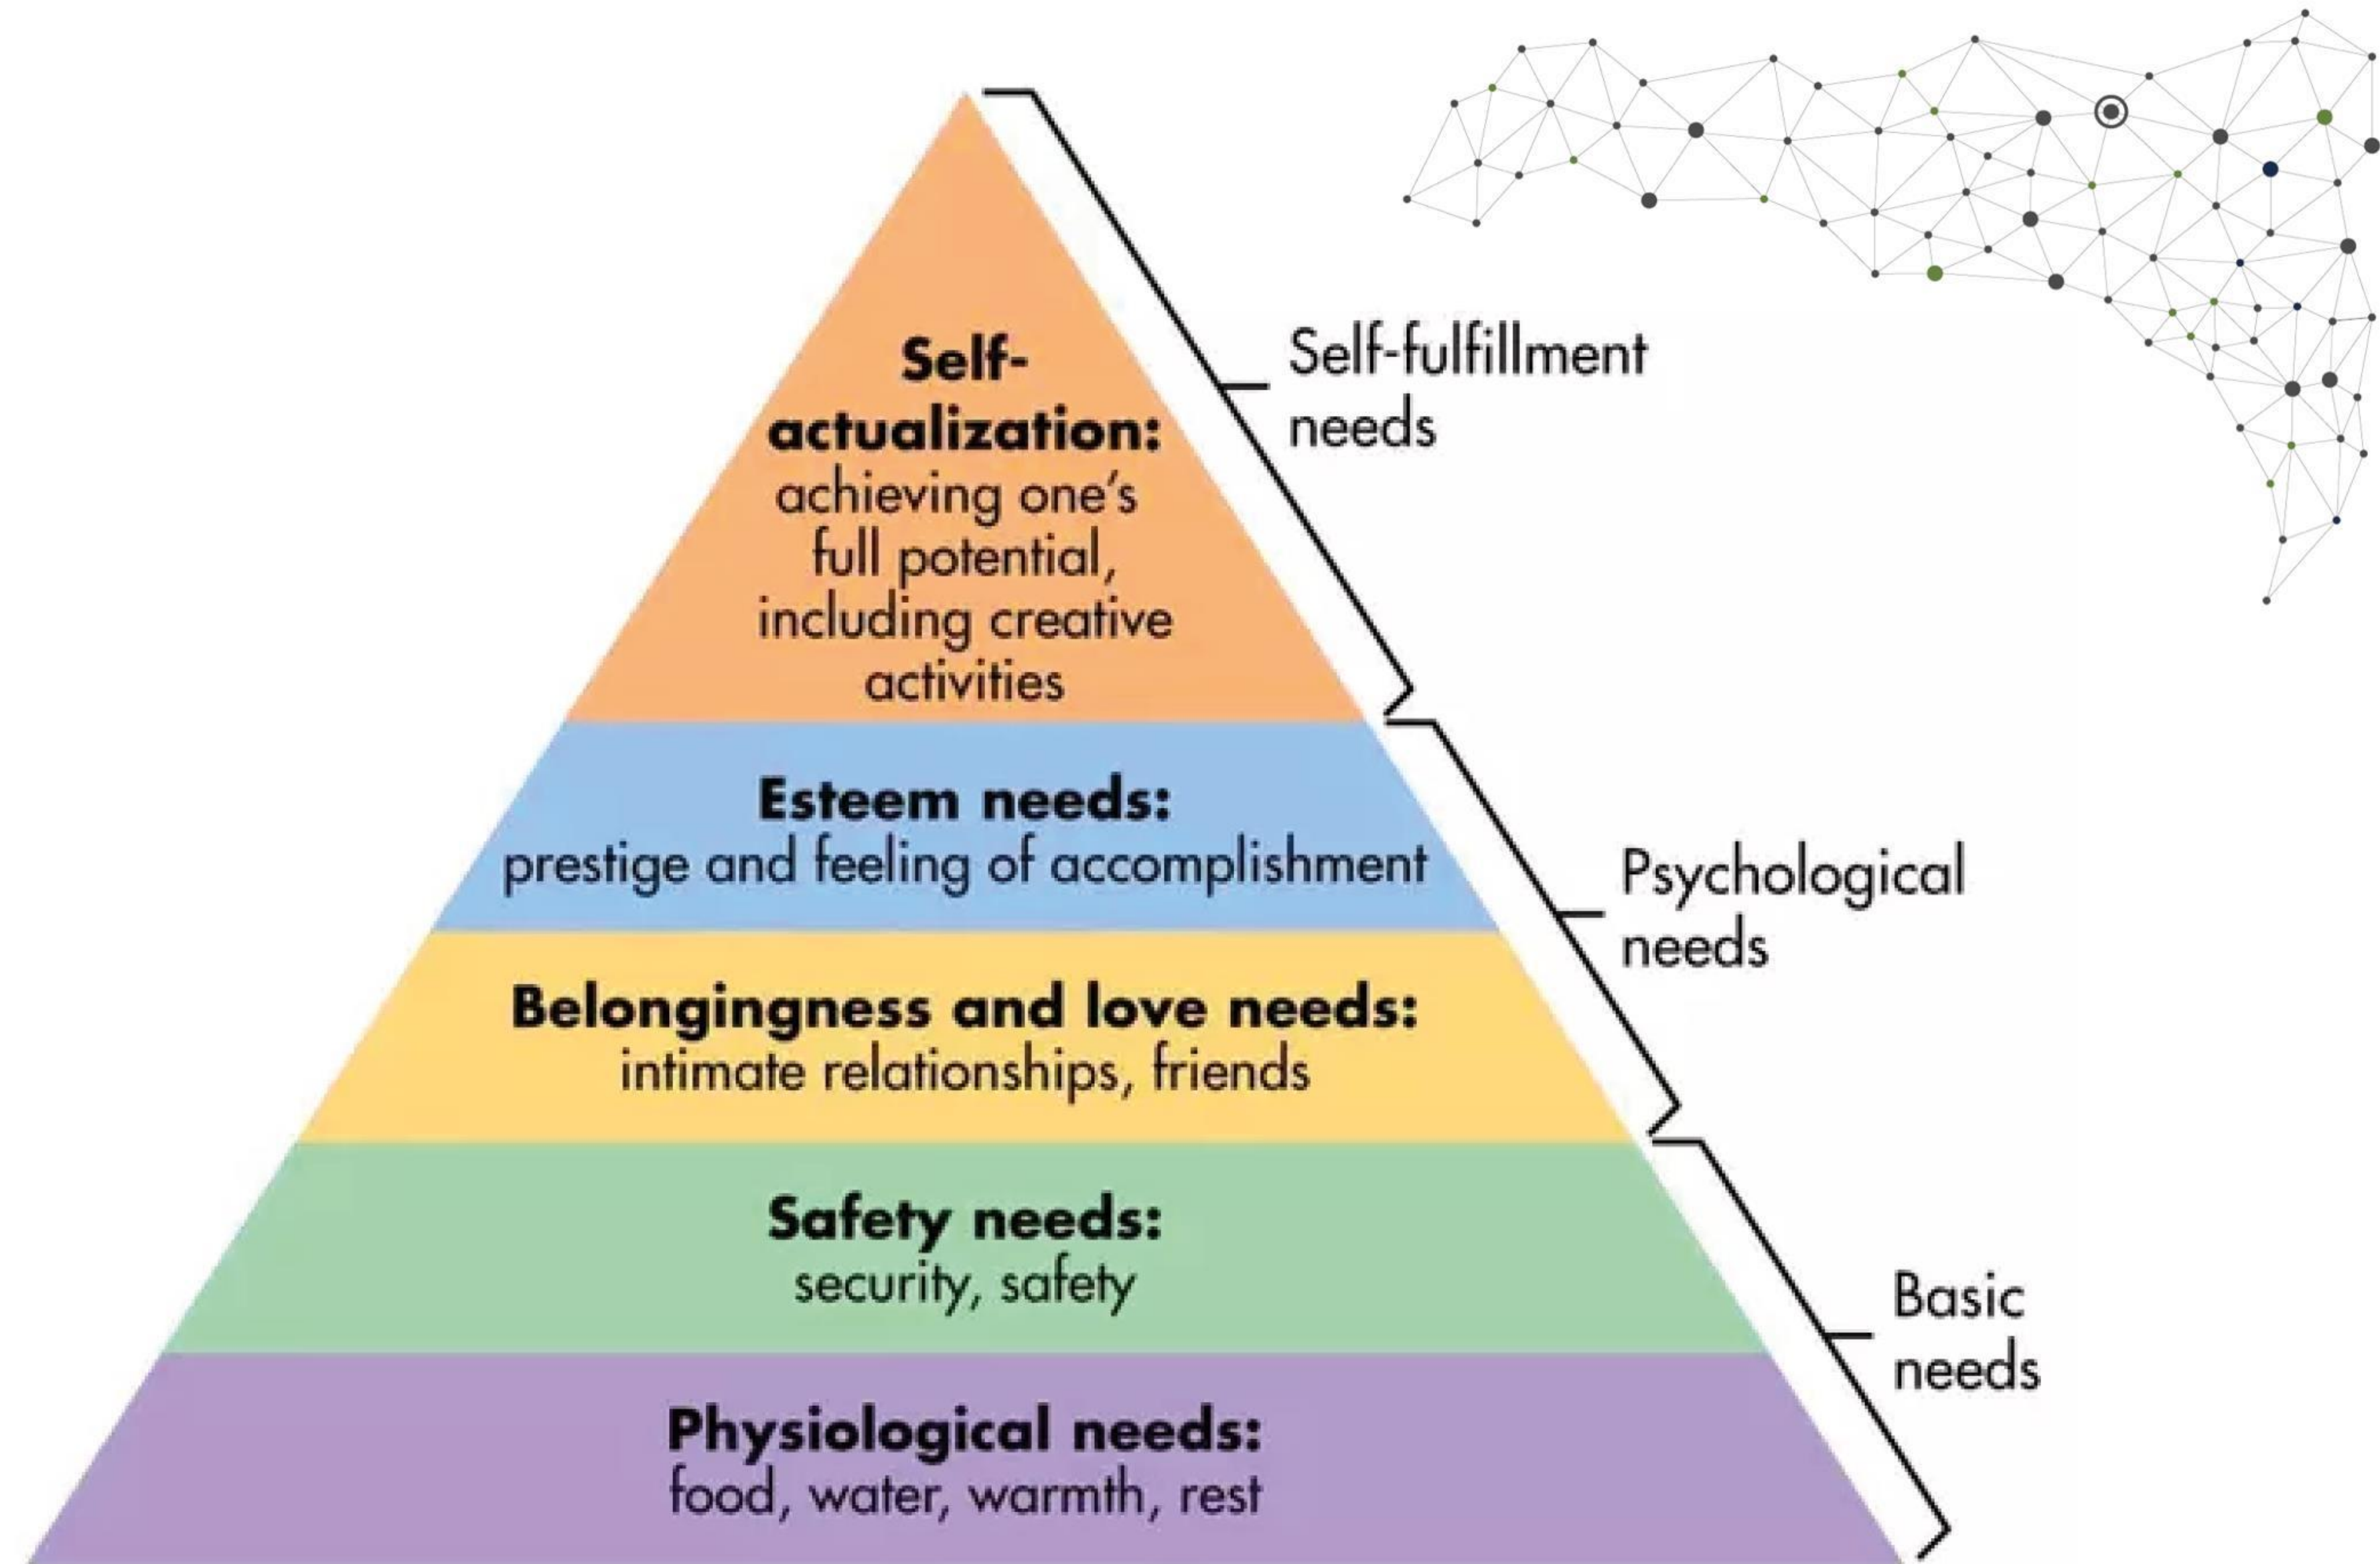 Self-
actualization:
achieving one's
full potential,
including creative
activities
Self-fulfillment
needs
Esteem needs:
prestige and feeling of accomplishment
Belongingness and love needs:
intimate relationships, friends
Psychological
needs
Safety needs:
security, safety
Physiological needs:
food, water, warmth, rest
Basic
needs